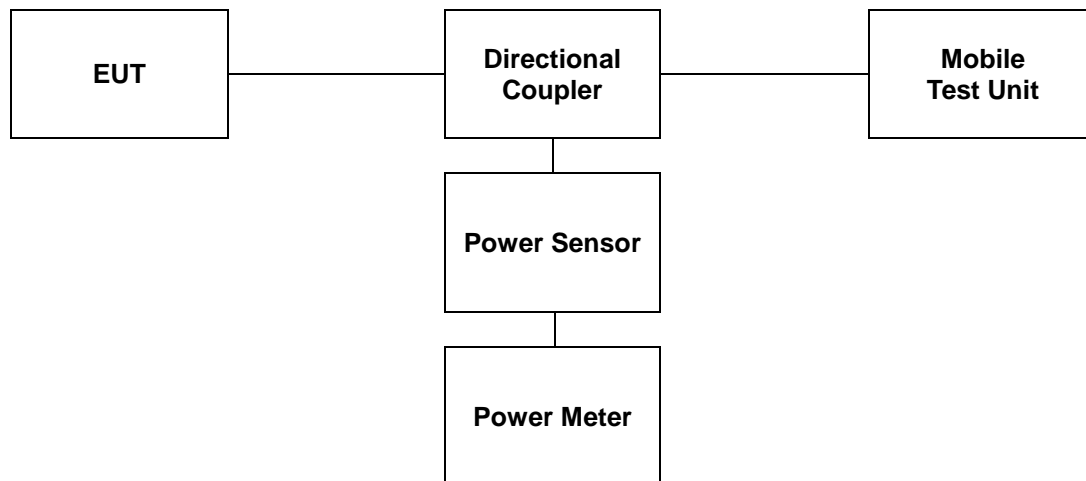 EUT
Directional
Coupler
Mobile
Test Unit
Power Sensor
Power Meter